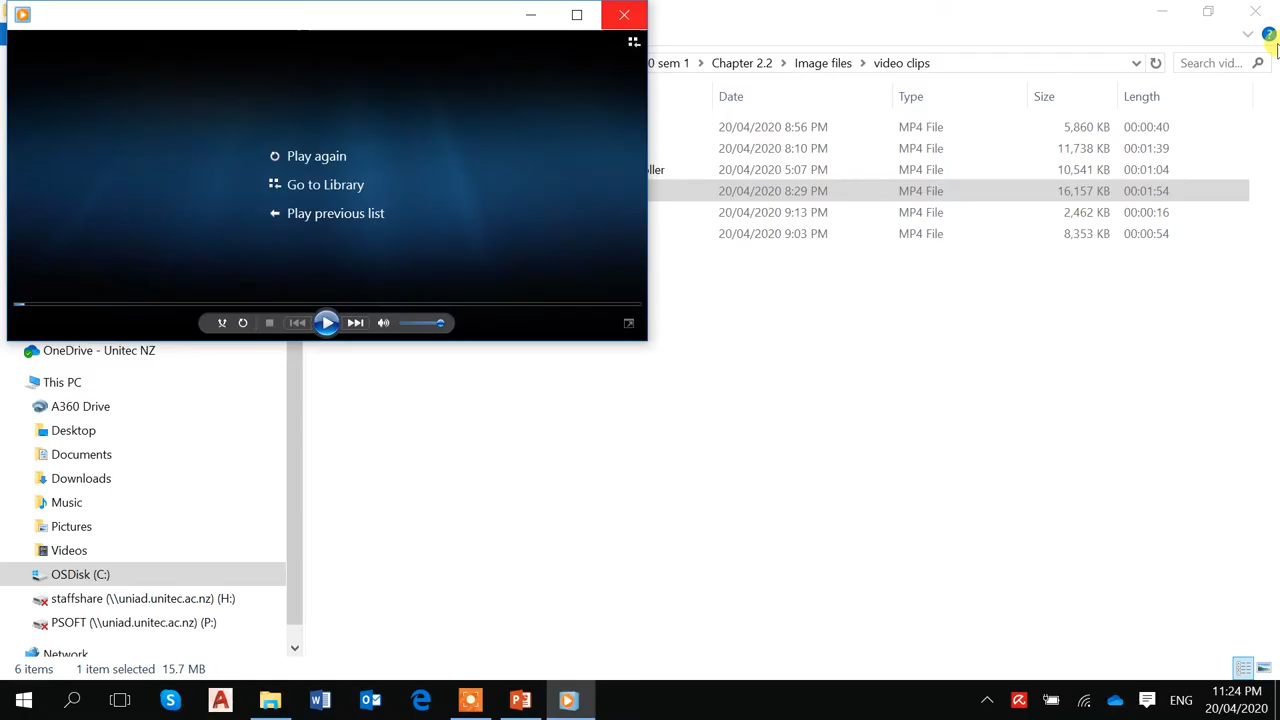 0 sem 1 Chapter 2.2 Image files video clips Search vid...
Date Type Size Length
20/04/2020 8:56 PM MP4 File 5,860 KB 00:00:40
20/04/2020 8:10 PM MP4 File 11,738 KB 00:01:39
oller 20/04/2020 5:07 PM MP4 File 10,541 KB 00:01:04
20/04/2020 8:29 PM MP4 File 16,157 KB 00:01:54
20/04/2020 9:13 PM MP4 File 2,462 KB 00:00:16
20/04/2020 9:03 PM MP4 File 8,353 KB 00:00:54
Play again
Go to Library
Play previous list
OneDrive - Unitec NZ
This PC
A360 Drive
Desktop
Documents
Downloads
Music
Pictures
Videos
OSDisk (C:)
staffshare (\\uniad.unitec.ac.nz) (H:)
PSOFT (\\uniad.unitec.ac.nz) (P:)
Network
6 items 1 item selected 15.7 MB
ENG
11:24 PM
20/04/2020